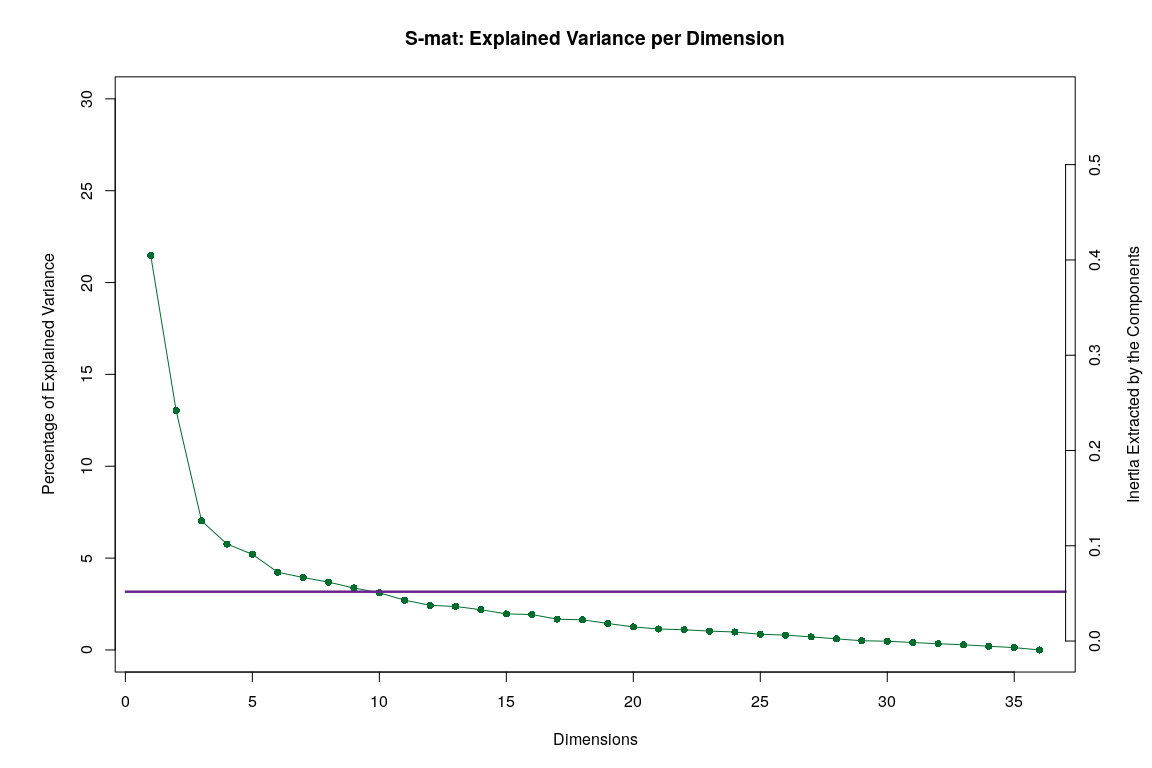 S-mat: Explained Variance per Dimension
30
25
20
15
10
5
0
Percentage of Explained Variance
0.5
0.4
0.3
0.2
0.1
0.0
Inertia Extracted by the Components
0 5 10 15 20 25 30 35
Dimensions